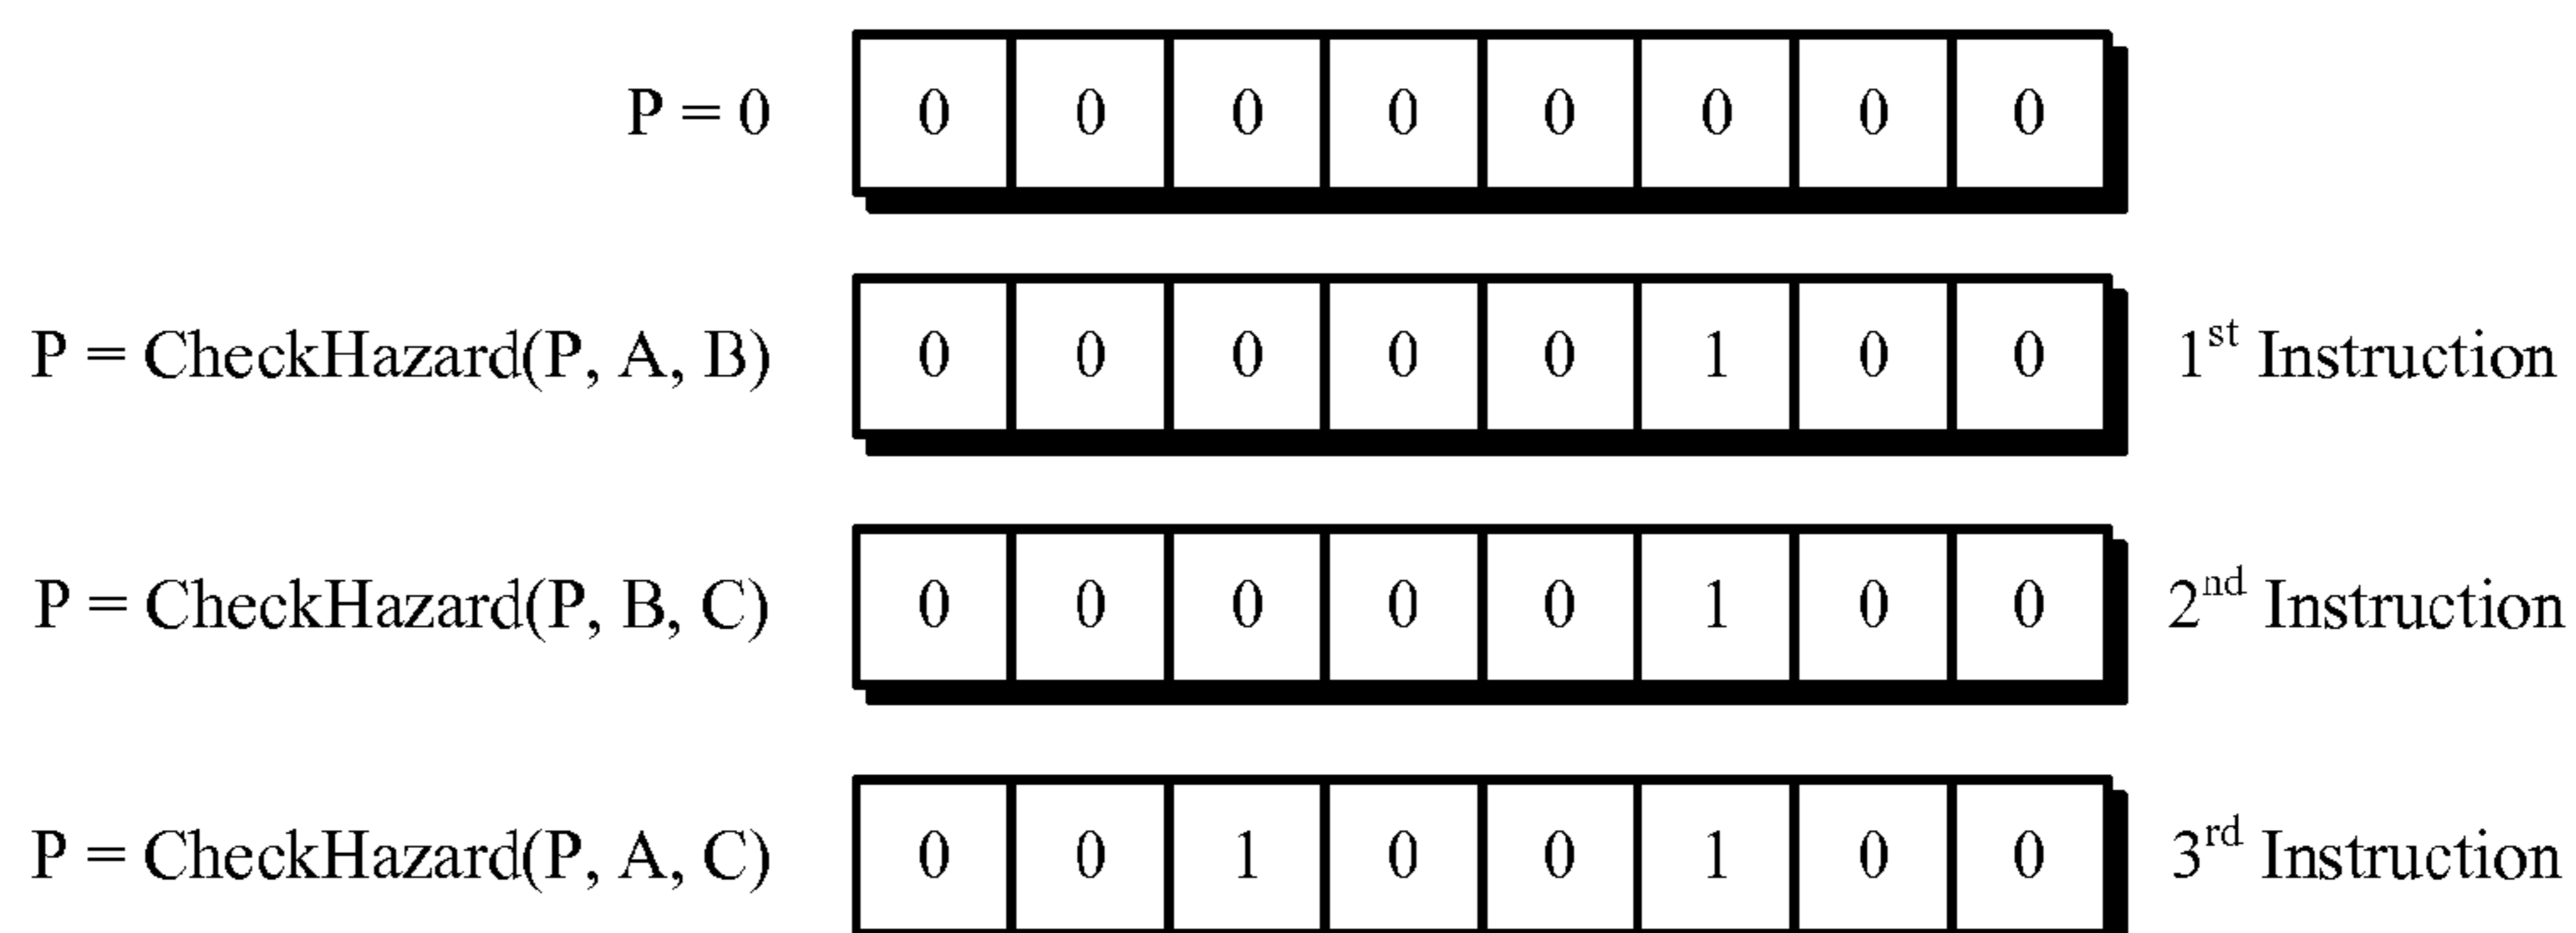 P = 0 0 0 0 0 0 0 0 0
P = CheckHazard(P, A, B) 0 0 0 0 0 1 0 0 1st Instruction
P = CheckHazard(P, B, C) 0 0 0 0 0 1 0 0 2nd Instruction
P = CheckHazard(P, A, C) 0 0 1 0 0 1 0 0 3rd Instruction